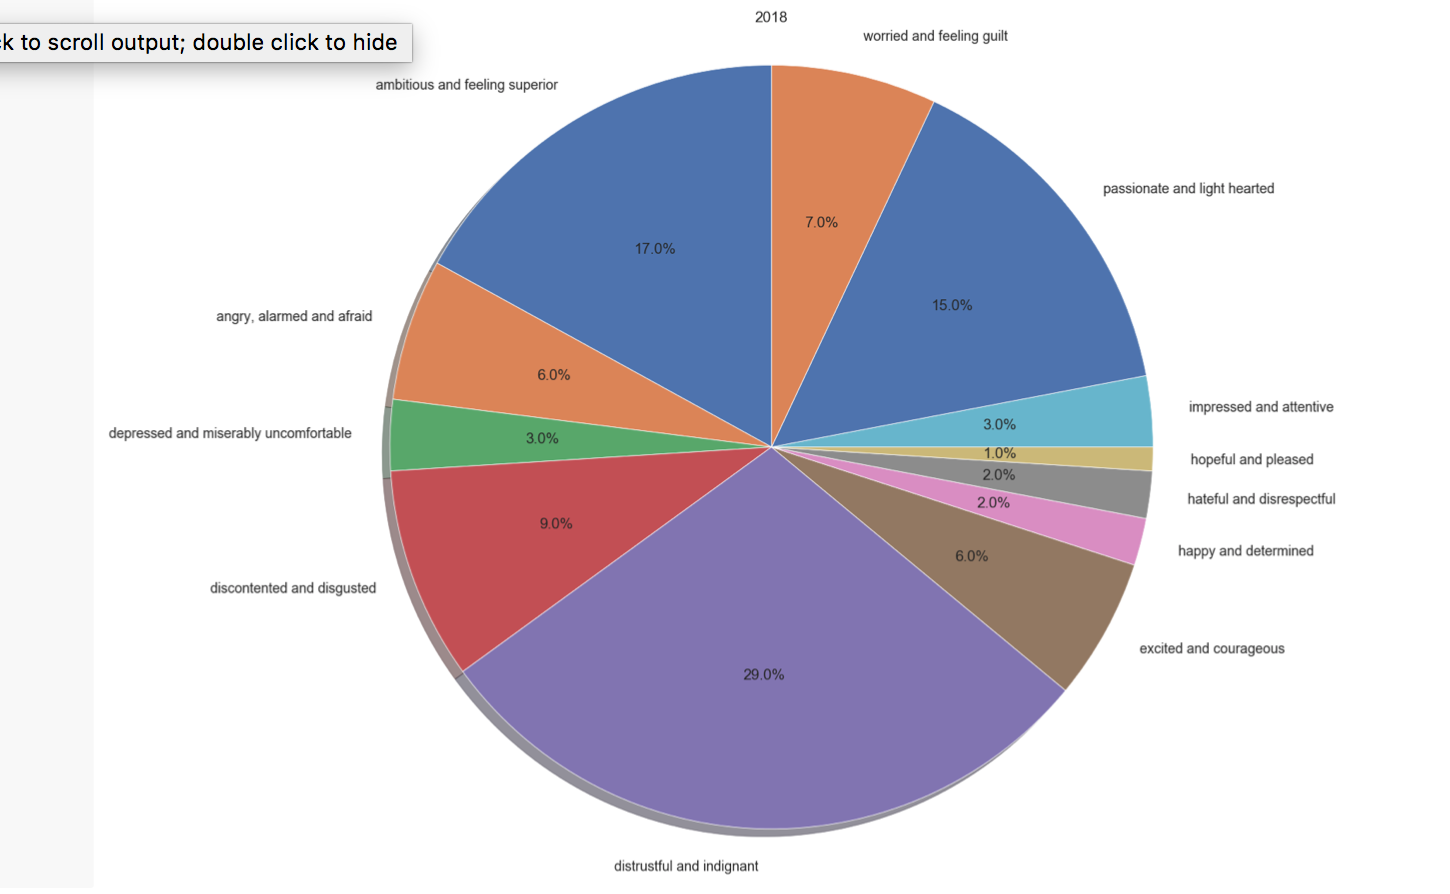 2018
ck to scroll output; double click to hide
worried and feeling guilt
ambitious and feeling superior
passionate and light hearted
7.0%
17.0%
15.0%
angry, alarmed and afraid
6.0%
impressed and attentive
3.0%
depressed and miserably uncomfortable
3.0%
1.0%
hopeful and pleased
2.0%
hateful and disrespectful
2.0%
9.0%
happy and determined
6.0%
discontented and disgusted
excited and courageous
29.0%
distrustful and indignant